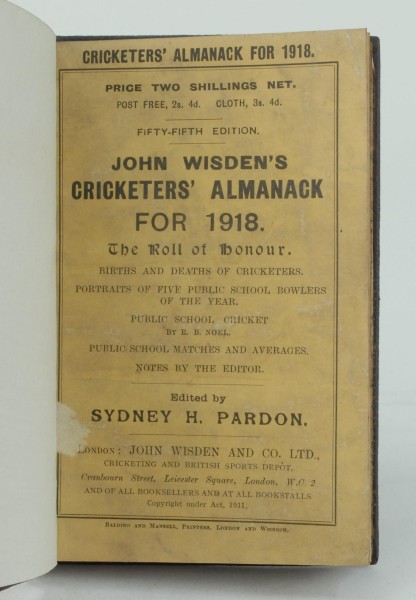 CRICKETERS' ALMANACK FOR 1918.
PRICE TWO SHILLINGS NET.
POST FREE, 2s. 4d. CLOTH, 3s. 4d.
FIFTY-FIFTH EDITION.
JOHN WISDEN'S
CRICKETERS' ALMANACK
FOR 1918.
The Roll of Honour.
BIRTHS AND DEATHS OF CRICKETERS.
PORTRAITS OF FIVE PUBLIC SCHOOL BOWLERS
OF THE YEAR.
PUBLIC SCHOOL CRICKET
BY E. B. NOEL.
PUBLIC SCHOOL MATCHES AND AVERAGES.
NOTES BY THE EDITOR.
Edited by
SYDNEY H. PARDON.
LONDON: JOHN WISDEN AND CO. LTD.,
CRICKETING AND BRITISH SPORTS DEPÔT,
Cranbourn Street, Leicester Square, London, W.C. 2
AND OF ALL BOOKSELLERS AND AT ALL BOOKSTALLS
Copyright under Act, 1911.
BALDING AND MANSELL, PRINTERS, LONDON AND WISBECH.